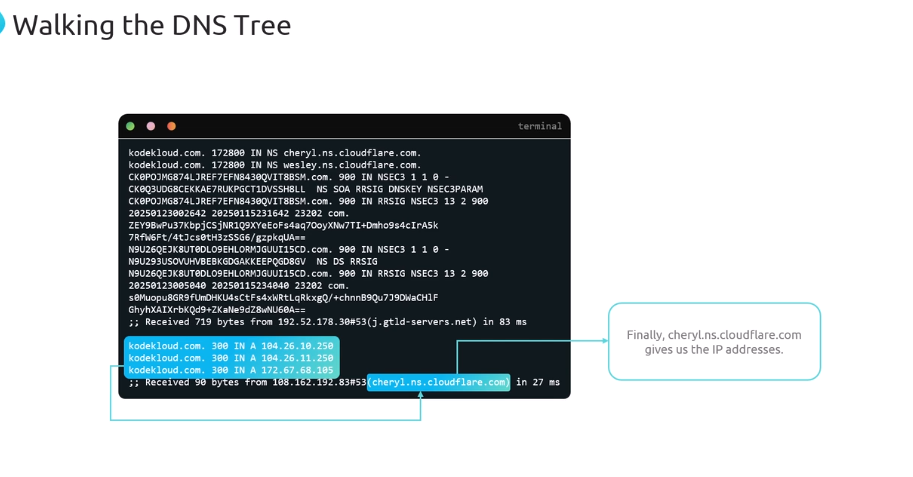 Walking the DNS Tree
terminal
kodekloud.com. 172800 IN NS cheryl.ns.cloudflare.com.
kodekloud.com. 172800 IN NS wesley.ns.cloudflare.com.
CK0POJMG874LJREF7EFN8430QVIT8BSM.com. 900 IN NSEC3 1 1 0 -
CK0Q3UDG8CEKKAE7RUKPGCT1DVSSH8LL NS SOA RRSIG DNSKEY NSEC3PARAM
CK0POJMG874LJREF7EFN8430QVIT8BSM.com. 900 IN RRSIG NSEC3 13 2 900
20250123002642 20250115231642 23202 com.
ZEY9BwPu37KbpjCSjNR1Q9XYeEoFs4aq7OoyXNw7TI+Dmho9s4cIrA5k
7RfW6Ft/4tJcs0tH3zSSG6/gzpkqUA==
N9U26QEJK8UT0DLO9EHLORMJGUUI15CD.com. 900 IN NSEC3 1 1 0 -
N9U293USOVUHVBEBKGDGAKKEEPQGD8GV NS DS RRSIG
N9U26QEJK8UT0DLO9EHLORMJGUUI15CD.com. 900 IN RRSIG NSEC3 13 2 900
20250123005040 20250115234040 23202 com.
s0Muopu8GR9fUmDHKU4sCtFs4xWRtLqRkxgQ/+chnnB9Qu7J9DWaCHlF
GhyhXAIXrbKQd9+ZKaNe9dZ8wNU60A==
;; Received 719 bytes from 192.52.178.30#53(j.gtld-servers.net) in 83 ms
kodekloud.com. 300 IN A 104.26.10.250
kodekloud.com. 300 IN A 104.26.11.250
kodekloud.com. 300 IN A 172.67.68.105
;; Received 90 bytes from 108.162.192.83#53(cheryl.ns.cloudflare.com) in 27 ms
Finally, cheryl.ns.cloudflare.com
gives us the IP addresses.